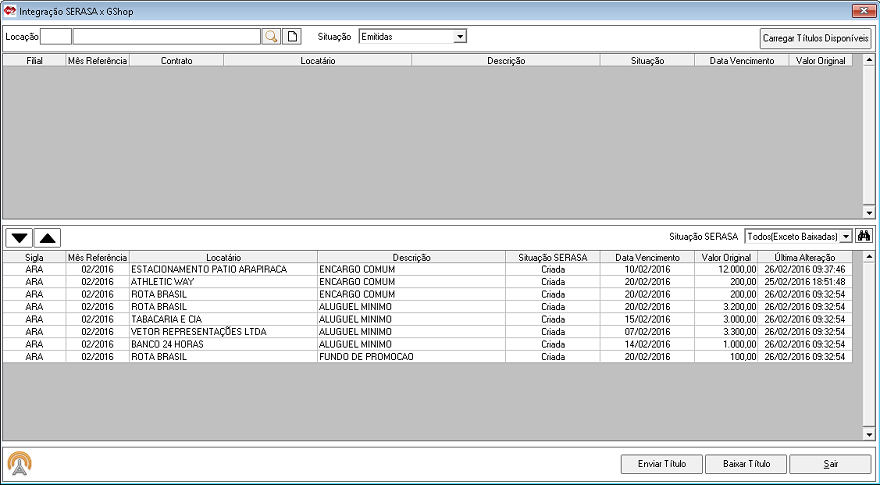 Integração SERASA x GShop
Locação Situação Emitidas Carregar Títulos Disponíveis
Filial Mês Referência Contrato Locatário Descrição Situação Data Vencimento Valor Original
Situação SERASA Todos(Exceto Baixadas)
Sigla Mês Referência Locatário Descrição Situação SERASA Data Vencimento Valor Original Última Alteração
ARA 02/2016 ESTACIONAMENTO PATIO ARAPIRACA ENCARGO COMUM Criada 10/02/2016 12.000,00 26/02/2016 09:37:46
ARA 02/2016 ATHLETIC WAY ENCARGO COMUM Criada 20/02/2016 200,00 25/02/2016 18:51:48
ARA 02/2016 ROTA BRASIL ENCARGO COMUM Criada 20/02/2016 200,00 26/02/2016 09:32:54
ARA 02/2016 ROTA BRASIL ALUGUEL MINIMO Criada 20/02/2016 3.200,00 26/02/2016 09:32:54
ARA 02/2016 TABACARIA E CIA ALUGUEL MINIMO Criada 15/02/2016 3.000,00 26/02/2016 09:32:54
ARA 02/2016 VETOR REPRESENTAÇÕES LTDA ALUGUEL MINIMO Criada 07/02/2016 3.300,00 26/02/2016 09:32:54
ARA 02/2016 BANCO 24 HORAS ALUGUEL MINIMO Criada 14/02/2016 1.000,00 26/02/2016 09:32:54
ARA 02/2016 ROTA BRASIL FUNDO DE PROMOCAO Criada 20/02/2016 100,00 26/02/2016 09:32:54
Enviar Título Baixar Título Sair